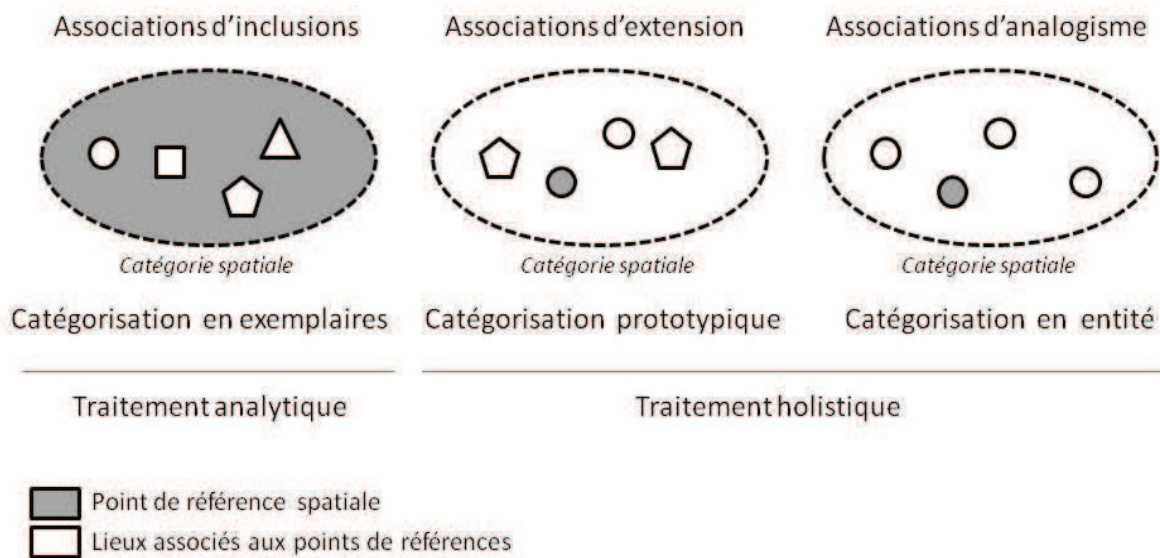 Associations d'inclusions
Associations d'extension
Associations d'analogisme
Catégorie spatiale
Catégorie spatiale
Catégorie spatiale
Catégorisation en exemplaires
Catégorisation prototypique
Catégorisation en entité
Traitement analytique
Traitement holistique
Point de référence spatiale
Lieux associés aux points de références